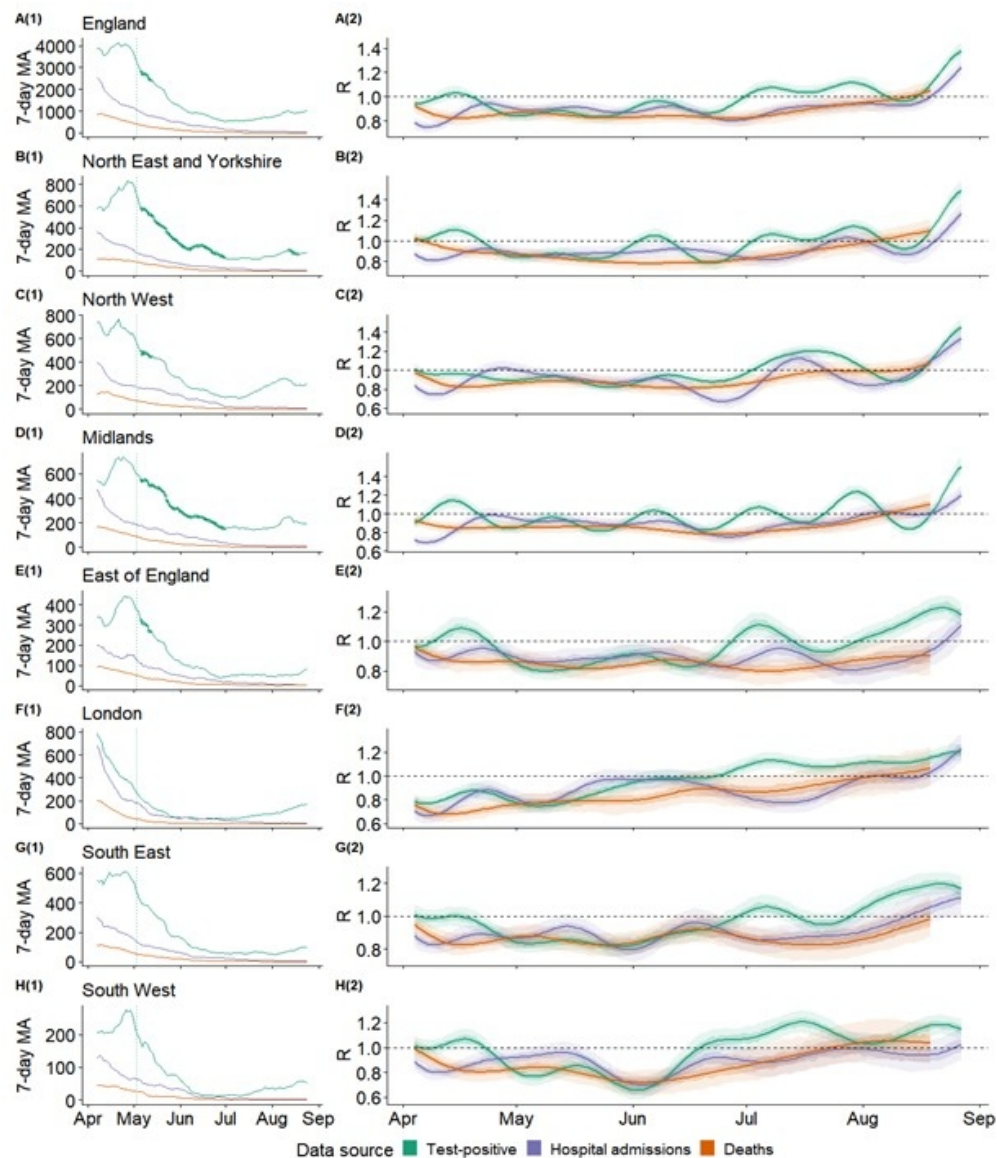 A(1) England
7-day MA
4000
3000
2000
1000
0
A(2)
R
1.4
1.2
1.0
0.8
B(1) North East and Yorkshire
7-day MA
800
600
400
200
0
B(2)
R
1.4
1.2
1.0
0.8
C(1) North West
7-day MA
800
600
400
200
0
C(2)
R
1.4
1.2
1.0
0.8
0.6
D(1) Midlands
7-day MA
600
400
200
0
D(2)
R
1.4
1.2
1.0
0.8
0.6
E(1) East of England
7-day MA
400
300
200
100
0
E(2)
R
1.2
1.0
0.8
F(1) London
7-day MA
800
600
400
200
0
F(2)
R
1.2
1.0
0.8
0.6
G(1) South East
7-day MA
600
400
200
0
G(2)
R
1.2
1.0
0.8
H(1) South West
7-day MA
200
100
0
H(2)
R
1.2
1.0
0.8
0.6
Apr May Jun Jul Aug Sep
Apr May Jun Jul Aug
Data source Test-positive Hospital admissions Deaths